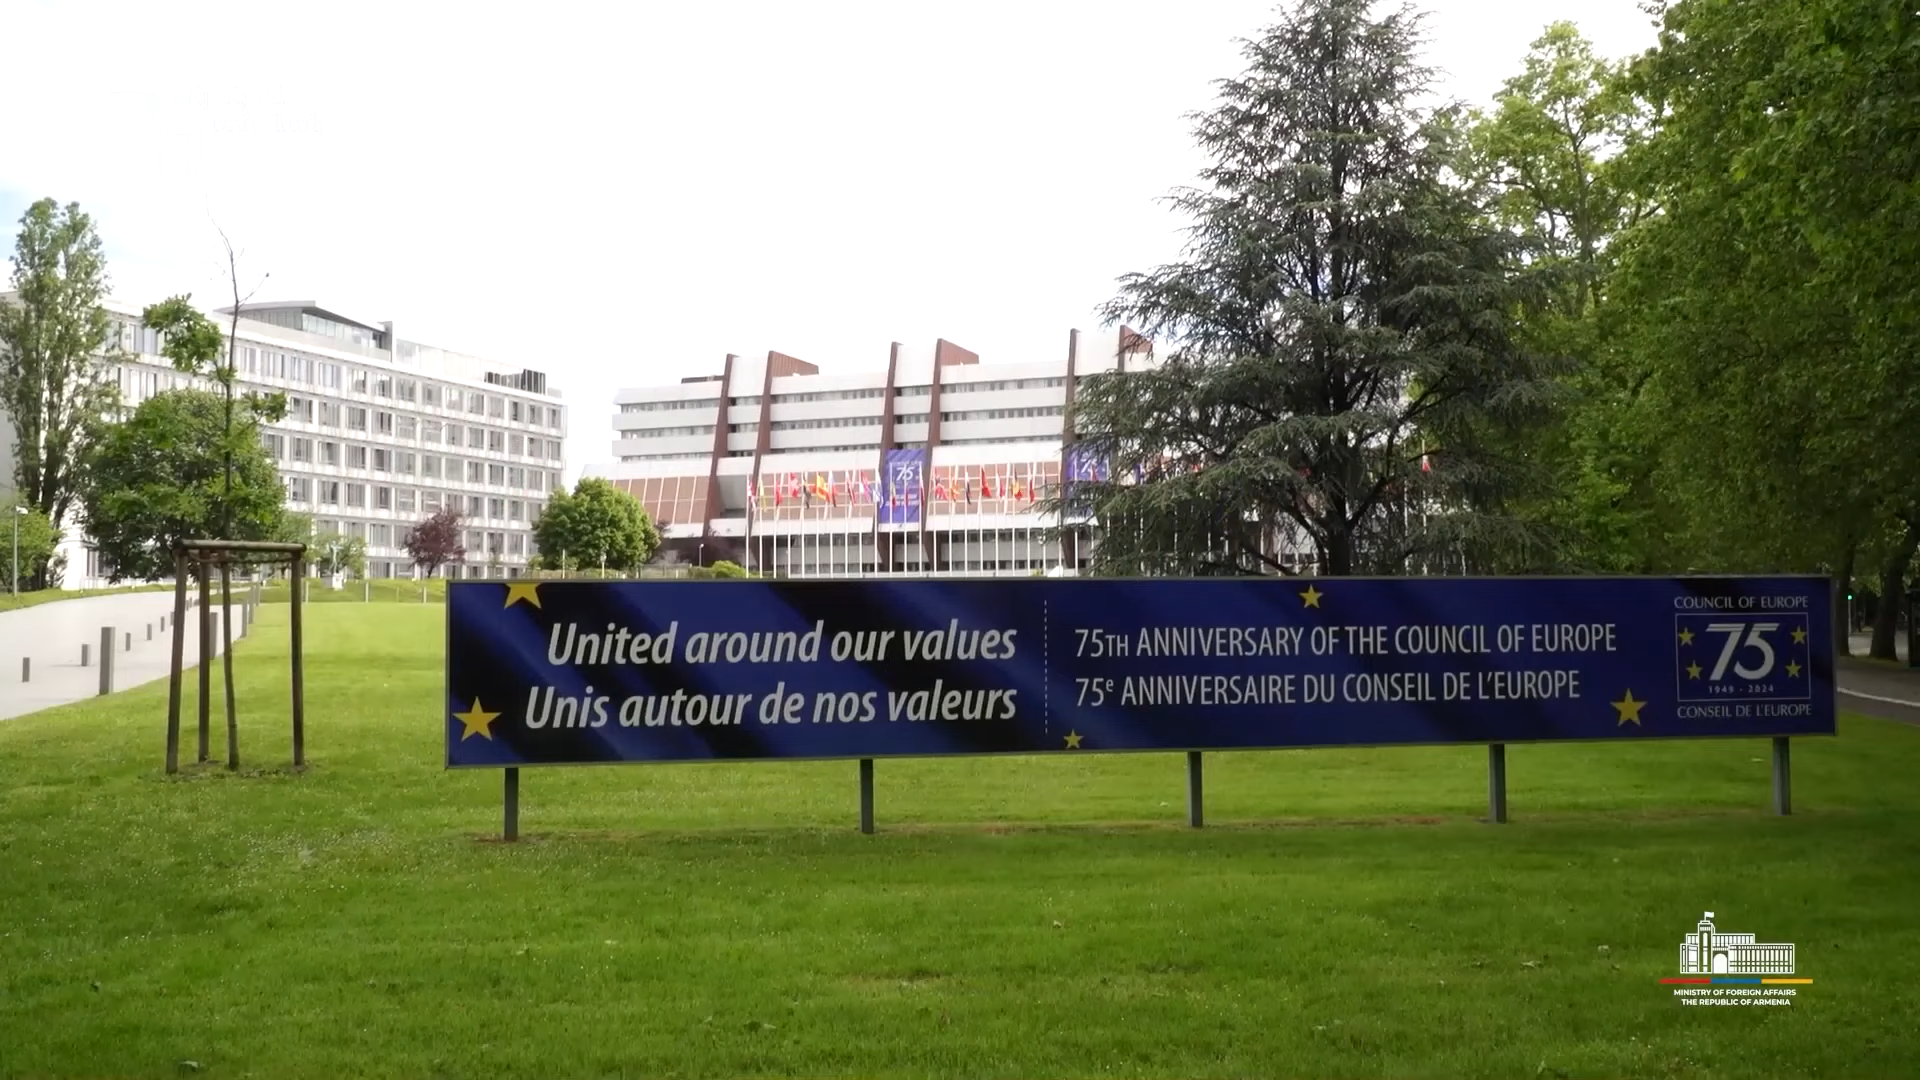 75
United around our values
Unis autour de nos valeurs
75TH ANNIVERSARY OF THE COUNCIL OF EUROPE
75e ANNIVERSAIRE DU CONSEIL DE L'EUROPE
COUNCIL OF EUROPE
75
1949 - 2024
CONSEIL DE L'EUROPE
MINISTRY OF FOREIGN AFFAIRS
THE REPUBLIC OF ARMENIA